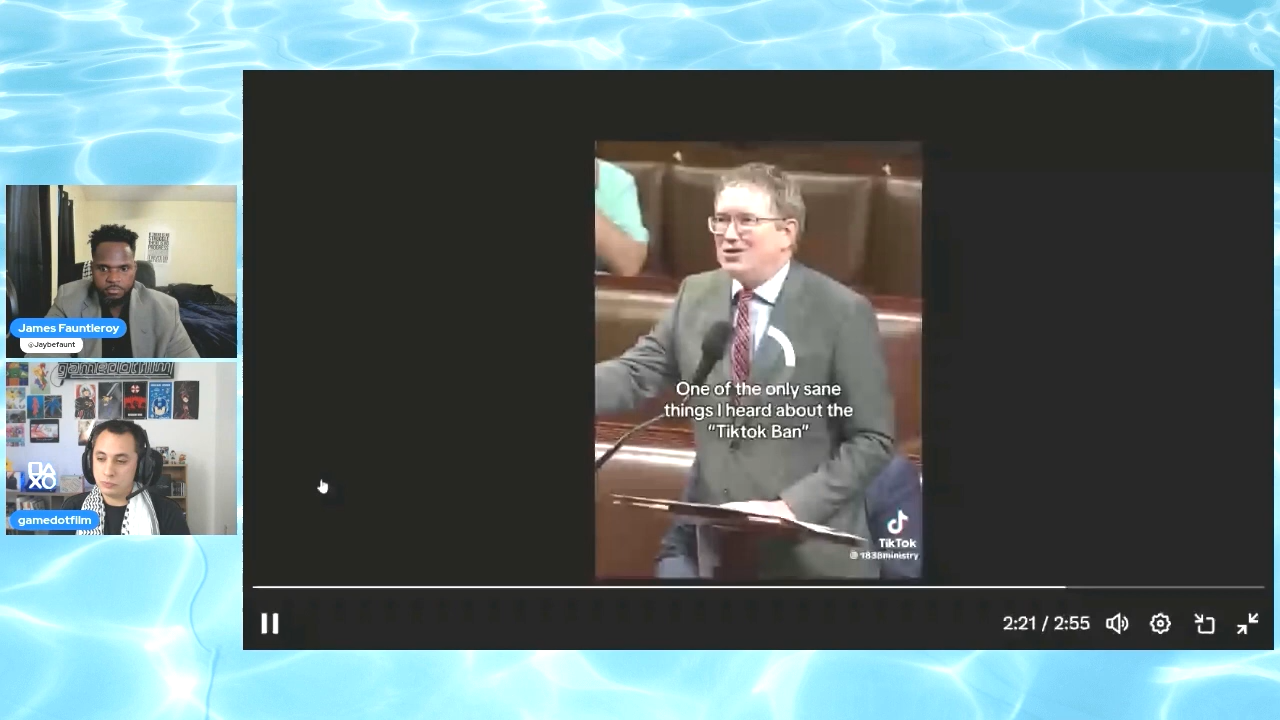 James Fauntleroy
@Jaybefaunt
gamedotfilm
gamedotfilm
One of the only sane
things I heard about the
“Tiktok Ban”
TikTok
@ 1838ministry
2:21 / 2:55